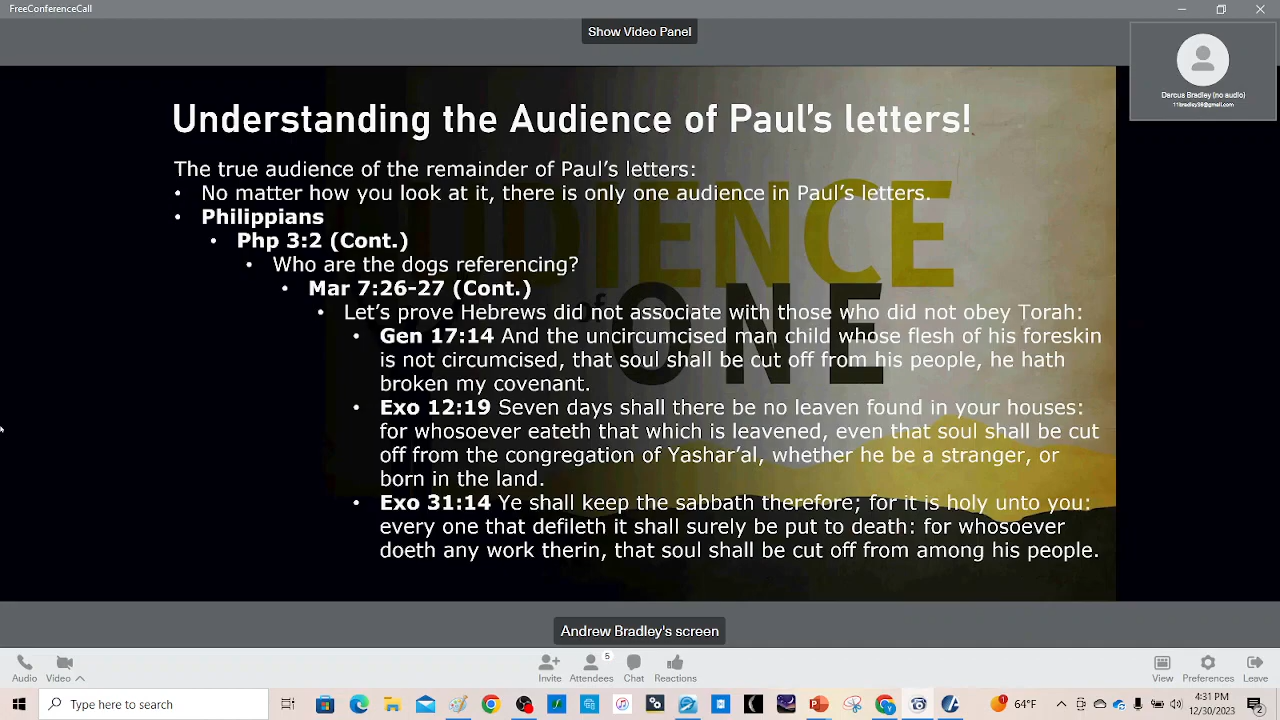 FreeConferenceCall
Show Video Panel
Darcus Bradley (no audio)
11bradley26@gmail.com
Understanding the Audience of Paul's letters!
The true audience of the remainder of Paul's letters:
• No matter how you look at it, there is only one audience in Paul's letters.
• Philippians
• Php 3:2 (Cont.)
• Who are the dogs referencing?
• Mar 7:26-27 (Cont.)
• Let's prove Hebrews did not associate with those who did not obey Torah:
• Gen 17:14 And the uncircumcised man child whose flesh of his foreskin
is not circumcised, that soul shall be cut off from his people, he hath
broken my covenant.
• Exo 12:19 Seven days shall there be no leaven found in your houses:
for whosoever eateth that which is leavened, even that soul shall be cut
off from the congregation of Yashar'al, whether he be a stranger, or
born in the land.
• Exo 31:14 Ye shall keep the sabbath therefore; for it is holy unto you:
every one that defileth it shall surely be put to death: for whosoever
doeth any work therin, that soul shall be cut off from among his people.
AUDIENCE
of
ONE
Andrew Bradley's screen
Audio
Video
Invite
5
Attendees
Chat
Reactions
View
Preferences
Leave
Type here to search
64°F
4:31 PM
12/30/2023
2